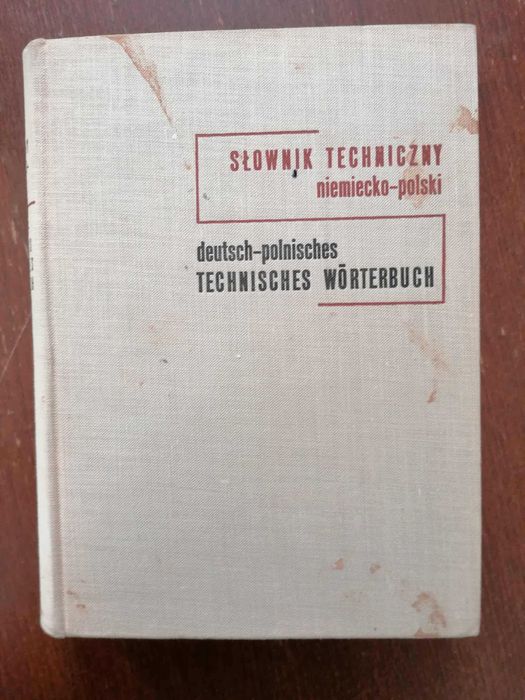 SŁOWNIK TECHNICZNY
niemiecko-polski
deutsch-polnisches
TECHNISCHES WÖRTERBUCH